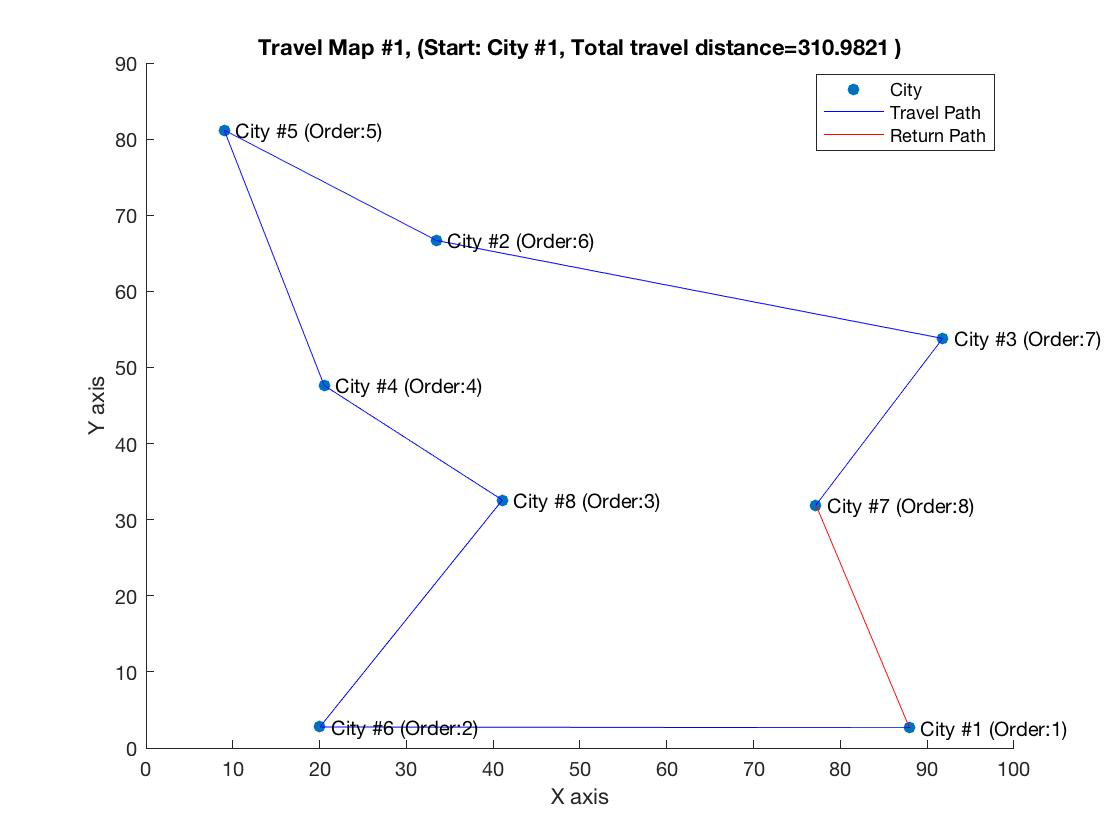 Travel Map #1, (Start: City #1, Total travel distance=310.9821 )
City
Travel Path
Return Path
90
80
70
60
50
40
30
20
10
0
Y axis
City #5 (Order:5)
City #2 (Order:6)
City #3 (Order:7)
City #4 (Order:4)
City #8 (Order:3)
City #7 (Order:8)
City #6 (Order:2)
City #1 (Order:1)
0 10 20 30 40 50 60 70 80 90 100
X axis